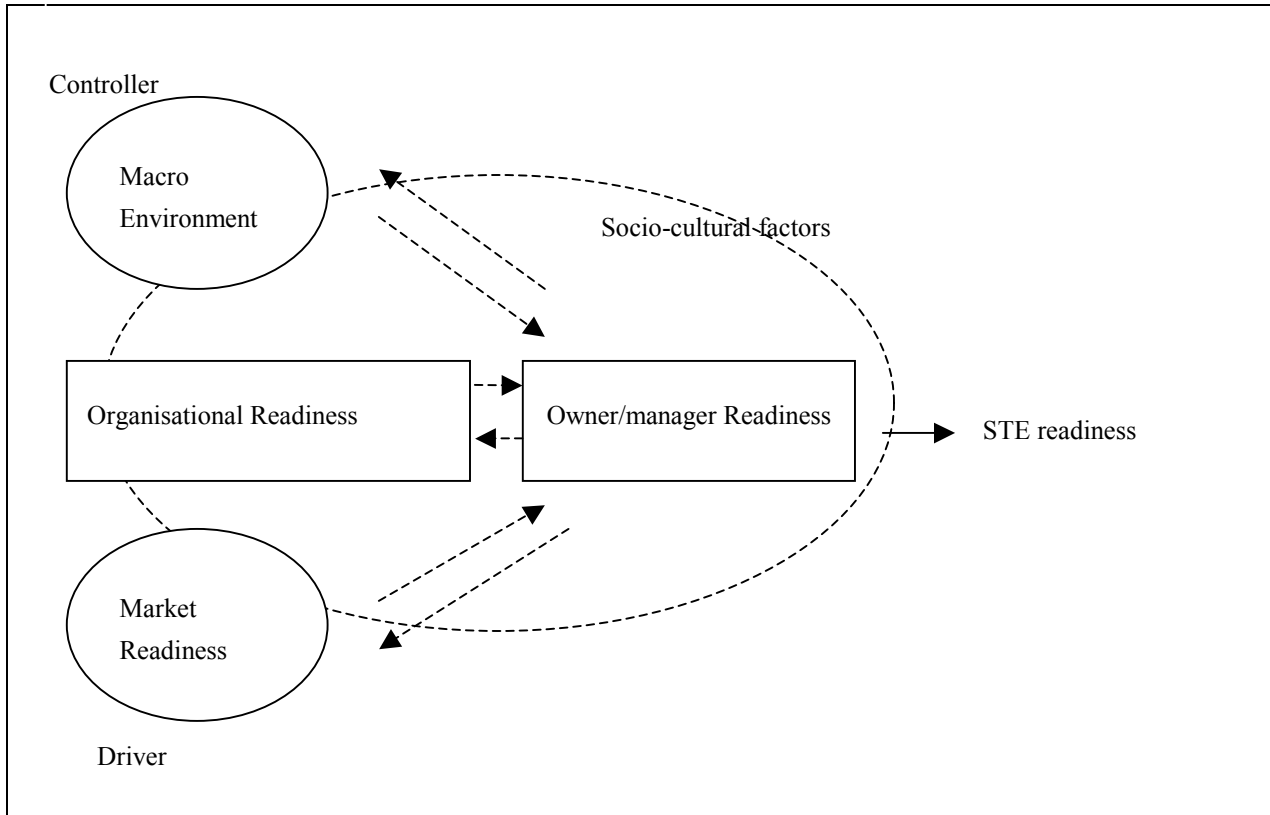 Controller
Macro
Environment
Socio-cultural factors
Organisational Readiness
Owner/manager Readiness
STE readiness
Market
Readiness
Driver